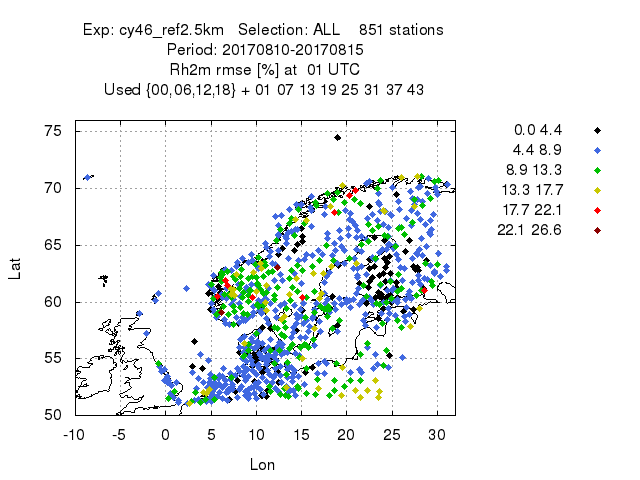 Exp: cy46_ref2.5km Selection: ALL 851 stations
Period: 20170810-20170815
Rh2m rmse [%] at 01 UTC
Used {00,06,12,18} + 01 07 13 19 25 31 37 43
0.0 4.4
4.4 8.9
8.9 13.3
13.3 17.7
17.7 22.1
22.1 26.6
75
70
65
60
55
50
Lat
-10 -5 0 5 10 15 20 25 30
Lon